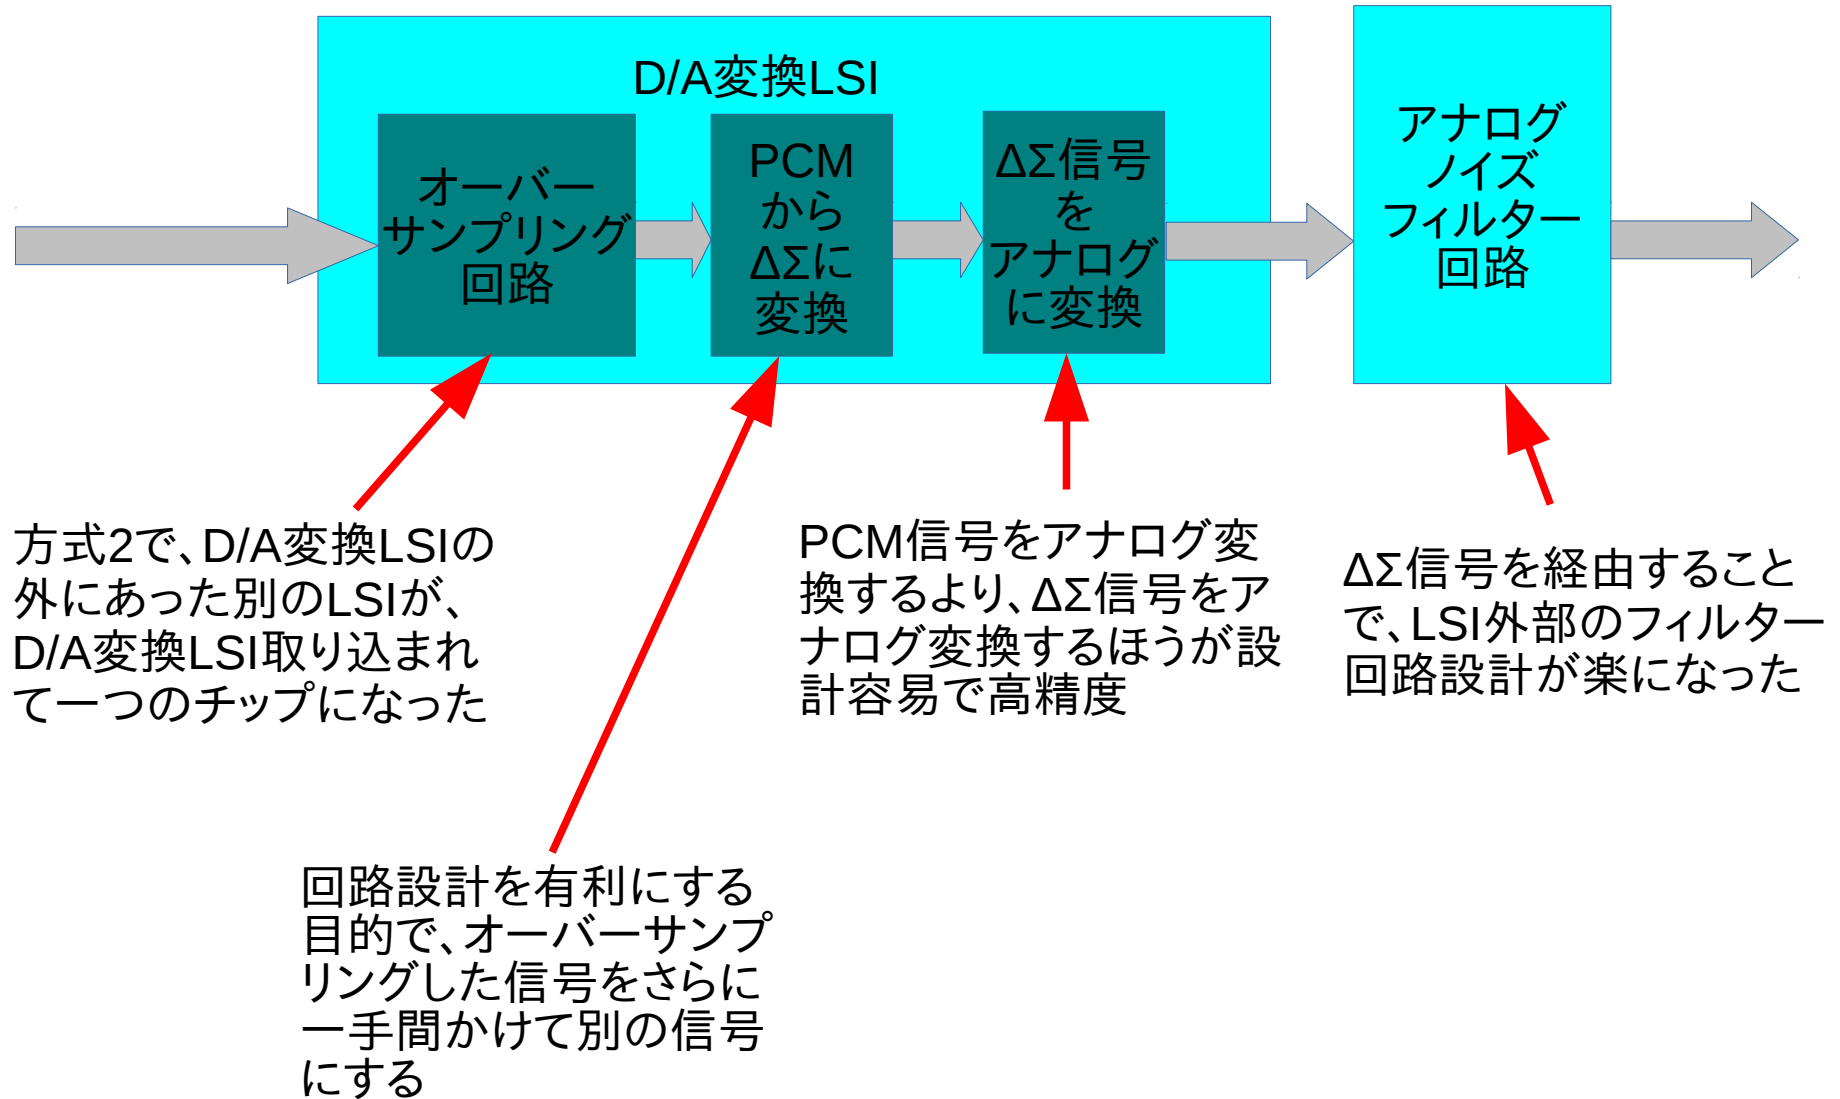 D/A変換LSI
オーバー
サンプリング
回路
PCM
から
ΔΣに
変換
ΔΣ信号
を
アナログ
に変換
アナログ
ノイズ
フィルター
回路
方式2で、D/A変換LSIの
外にあった別のLSIが、
D/A変換LSI取り込まれ
て一つのチップになった
PCM信号をアナログ変
換するより、ΔΣ信号をア
ナログ変換するほうが設
計容易で高精度
ΔΣ信号を経由すること
で、LSI外部のフィルター
回路設計が楽になった
回路設計を有利にする
目的で、オーバーサンプ
リングした信号をさらに
一手間かけて別の信号
にする